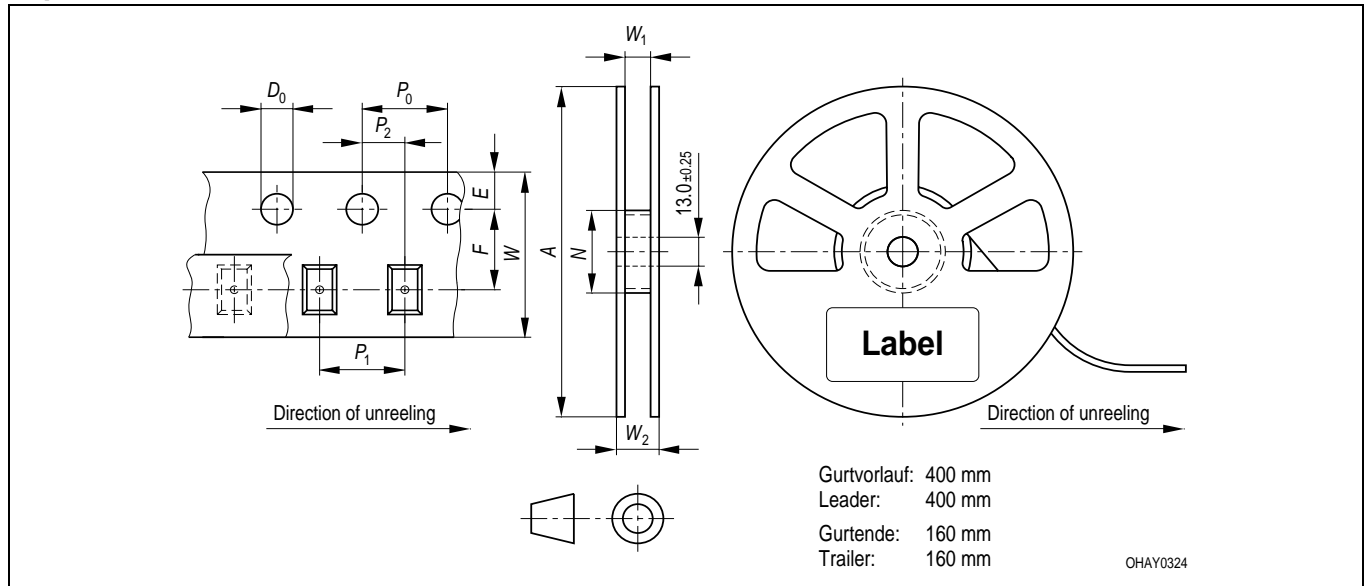 W1
D0
P0
P2
E
F
W
A
N
13.0 ±0.25
P1
Label
Direction of unreeling
W2
Direction of unreeling
Gurtvorlauf: 400 mm
Leader: 400 mm
Gurtende: 160 mm
Trailer: 160 mm
OHAY0324